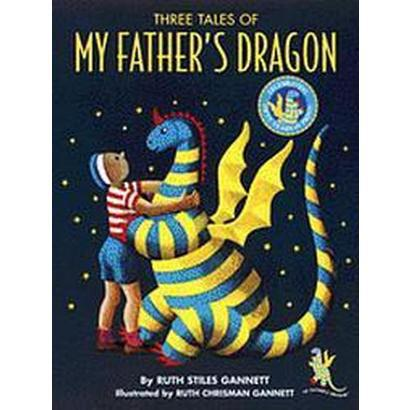 THREE TALES OF
MY FATHER'S DRAGON
By RUTH STILES GANNETT
Illustrated by RUTH CHRISMAN GANNETT